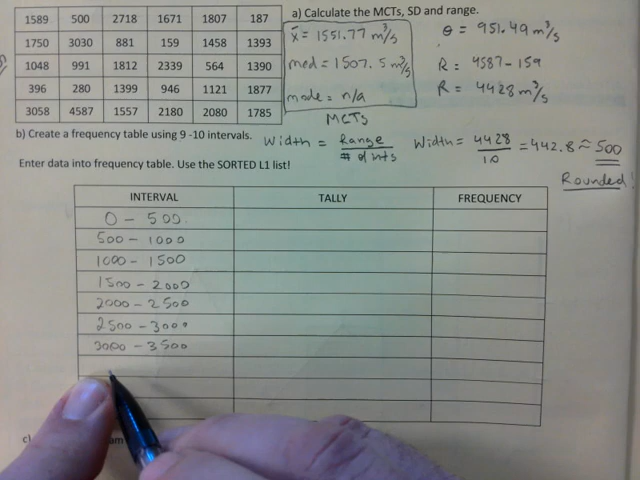 1589 500 2718 1671 1807 187
1750 3030 881 159 1458 1393
1048 991 1812 2339 564 1390
396 280 1399 946 1121 1877
3058 4587 1557 2180 2080 1785
a) Calculate the MCTs, SD and range.
x̄ = 1551.77 m³/s
med = 1507.5 m³/s
mode = n/a
MCTs
σ = 951.49 m³/s
R = 4587 - 159
R = 4428 m³/s
b) Create a frequency table using 9 -10 intervals.
Width = Range / # of ints
Width = 4428 / 10 = 442.8 ≈ 500
Rounded!
Enter data into frequency table. Use the SORTED L1 list!
INTERVAL TALLY FREQUENCY
0 - 500
500 - 1000
1000 - 1500
1500 - 2000
2000 - 2500
2500 - 3000
3000 - 3500